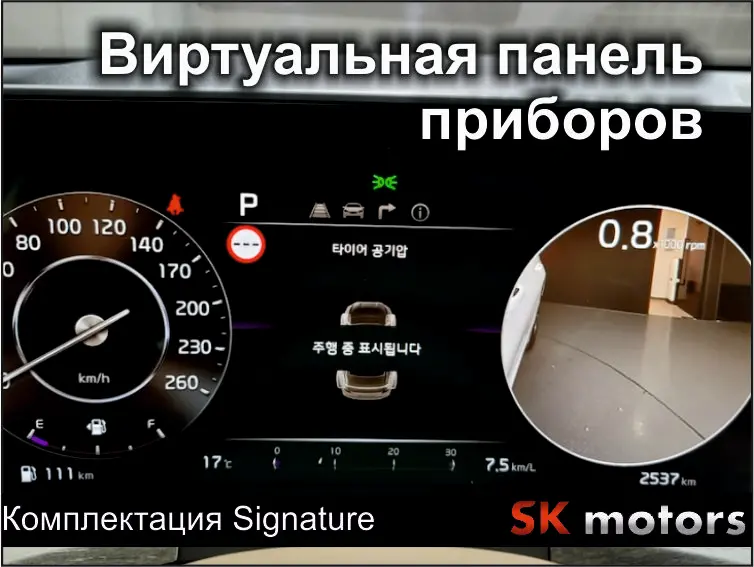 Виртуальная панель
приборов
P
100 120
80 140
0 170
200
230
260
km/h
E F
111 km
---
타이어 공기압
주행 중 표시됩니다
17°C
0 10 20 30
7.5 km/L
0.8 x1000 rpm
2537 km
Комплектация Signature
SK motors